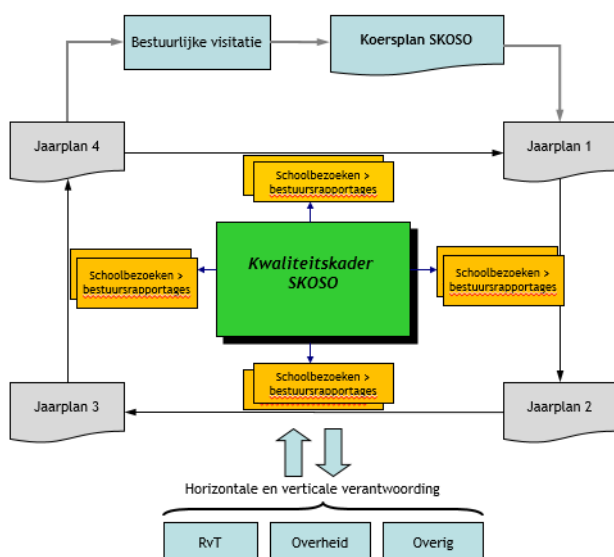 Bestuurlijke visitatie
Koersplan SKOSO
Jaarplan 4
Jaarplan 1
Schoolbezoeken >
bestuursrapportages
Kwaliteitskader
SKOSO
Schoolbezoeken >
bestuursrapportages
Schoolbezoeken >
bestuursrapportages
Schoolbezoeken >
bestuursrapportages
Jaarplan 3
Jaarplan 2
Horizontale en verticale verantwoording
RvT
Overheid
Overig